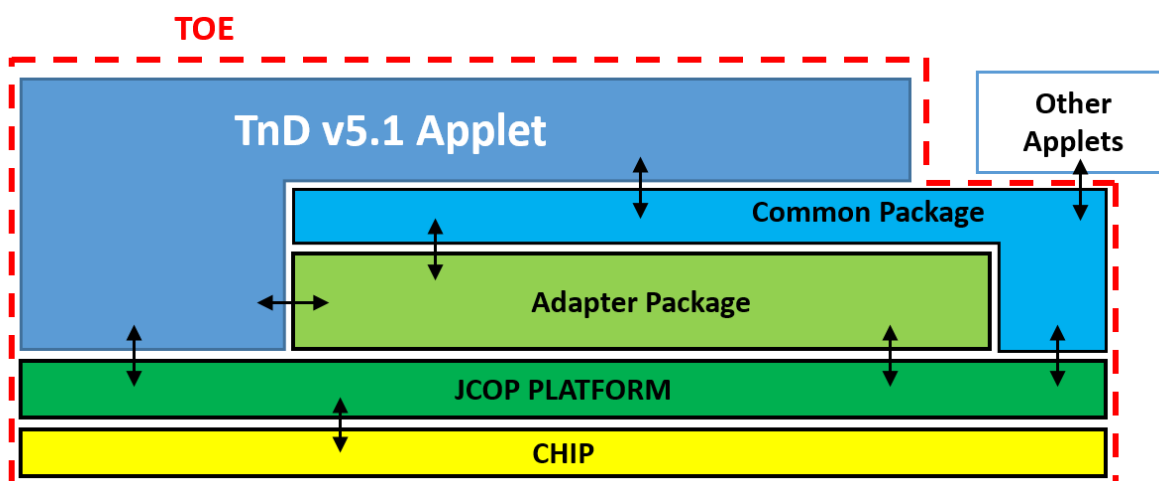 TOE
TnD v5.1 Applet
Other
Applets
Common Package
Adapter Package
JCOP PLATFORM
CHIP